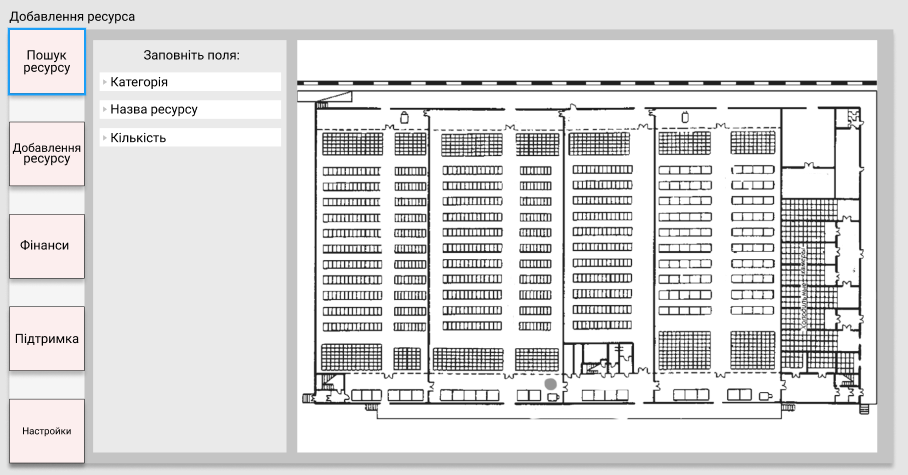 Добавлення ресурса
Пошук
ресурсу
Добавлення
ресурсу
Фінанси
Підтримка
Настройки
Заповніть поля:
Категорія
Назва ресурсу
Кількість